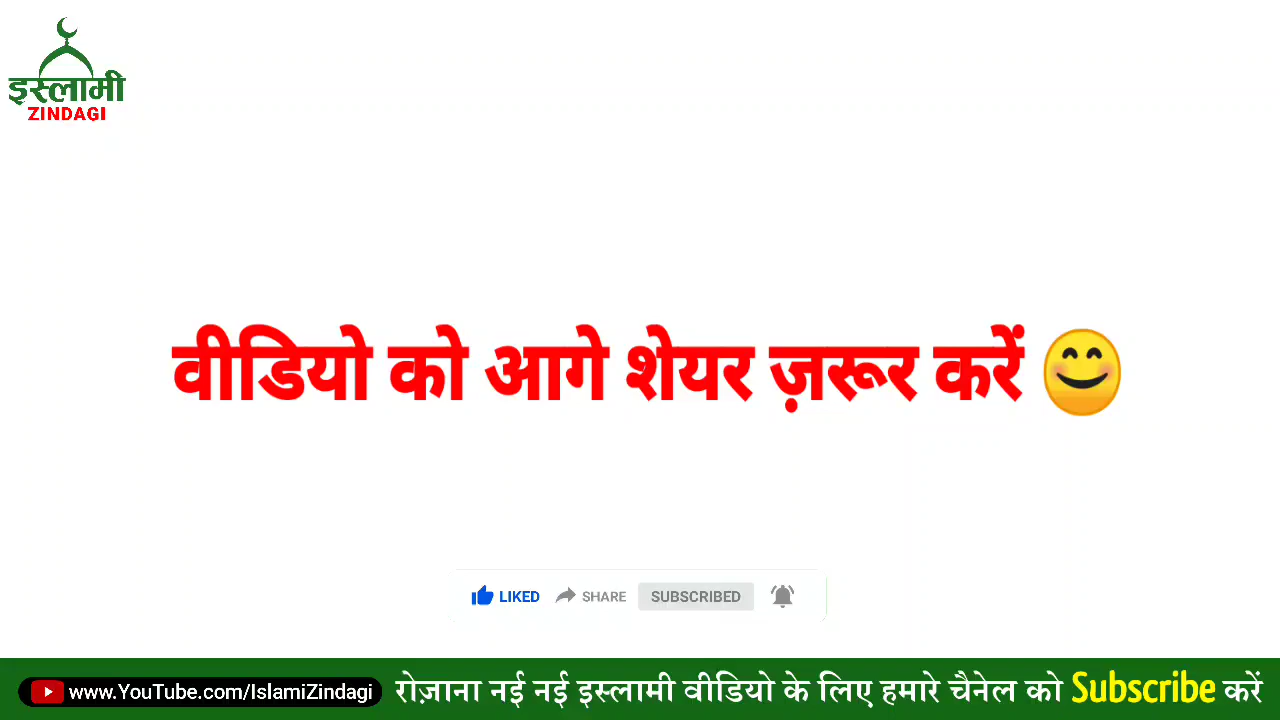 इस्लामी
ZINDAGI
वीडियो को आगे शेयर ज़रूर करें 😊
LIKED SHARE SUBSCRIBED
www.YouTube.com/IslamiZindagi रोज़ाना नई नई इस्लामी वीडियो के लिए हमारे चैनेल को Subscribe करें